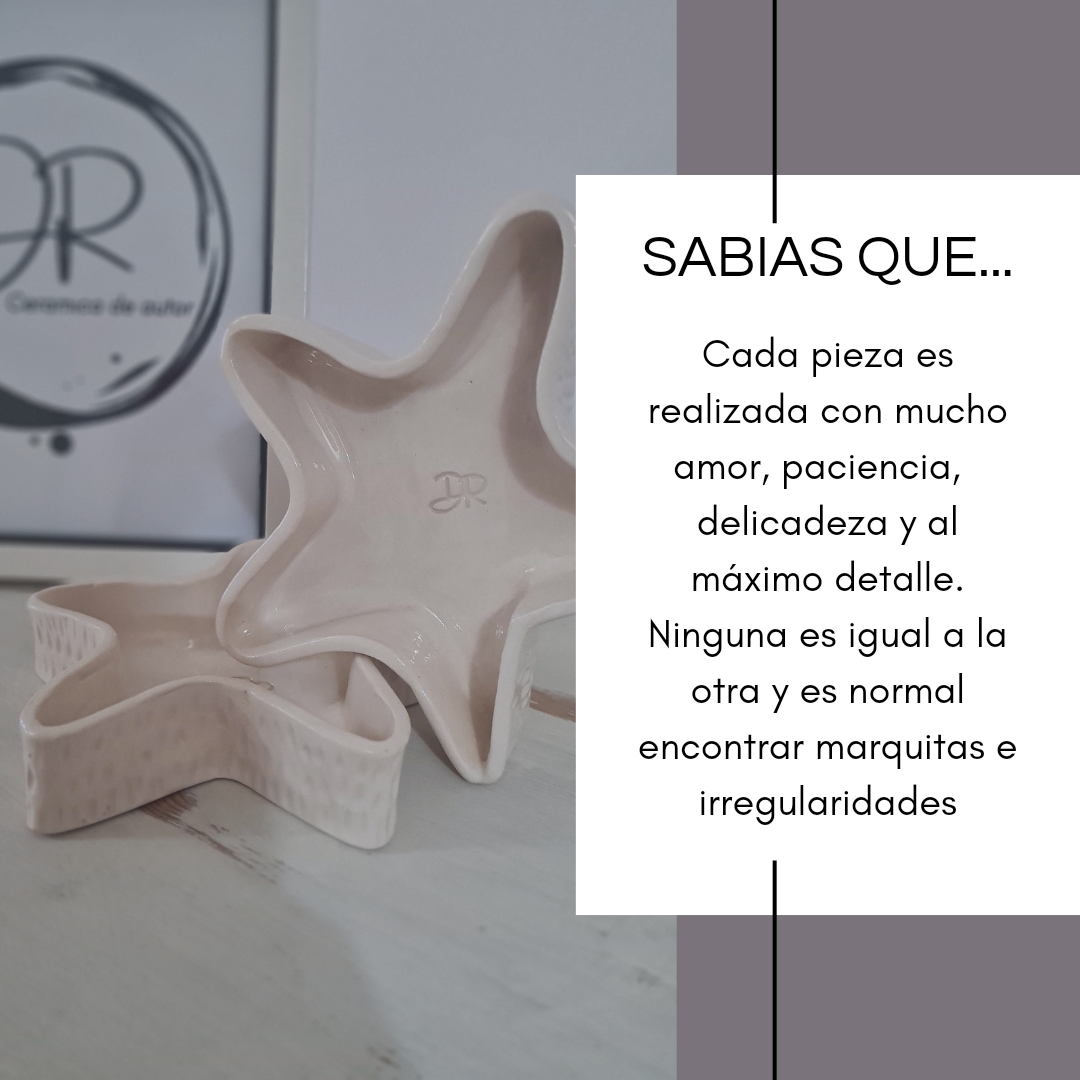 DR
Ceramica de autor
DR
SABIAS QUE...
Cada pieza es
realizada con mucho
amor, paciencia,
delicadeza y al
máximo detalle.
Ninguna es igual a la
otra y es normal
encontrar marquitas e
irregularidades